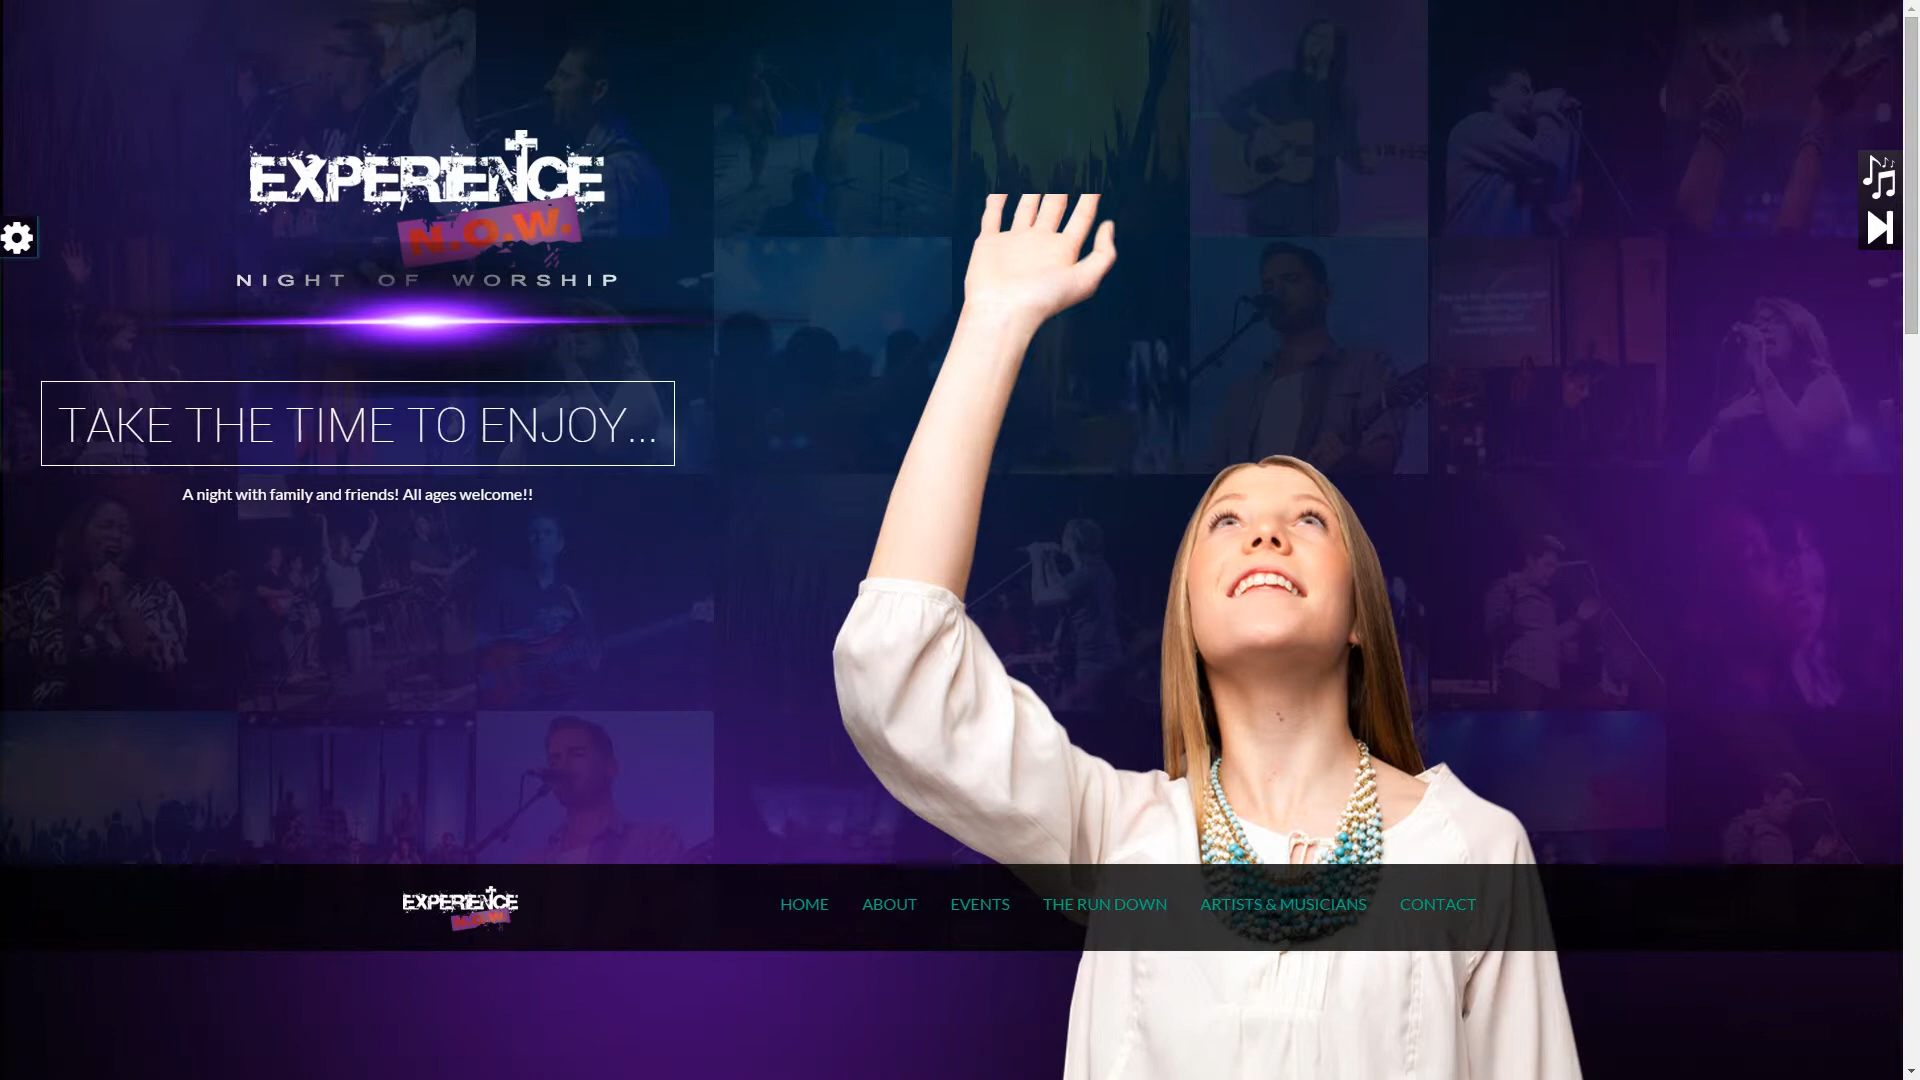 EXPERIENCE
N.O.W.
NIGHT OF WORSHIP
TAKE THE TIME TO ENJOY...
A night with family and friends! All ages welcome!!
EXPERIENCE
N.O.W.
HOME ABOUT EVENTS THE RUN DOWN ARTISTS & MUSICIANS CONTACT